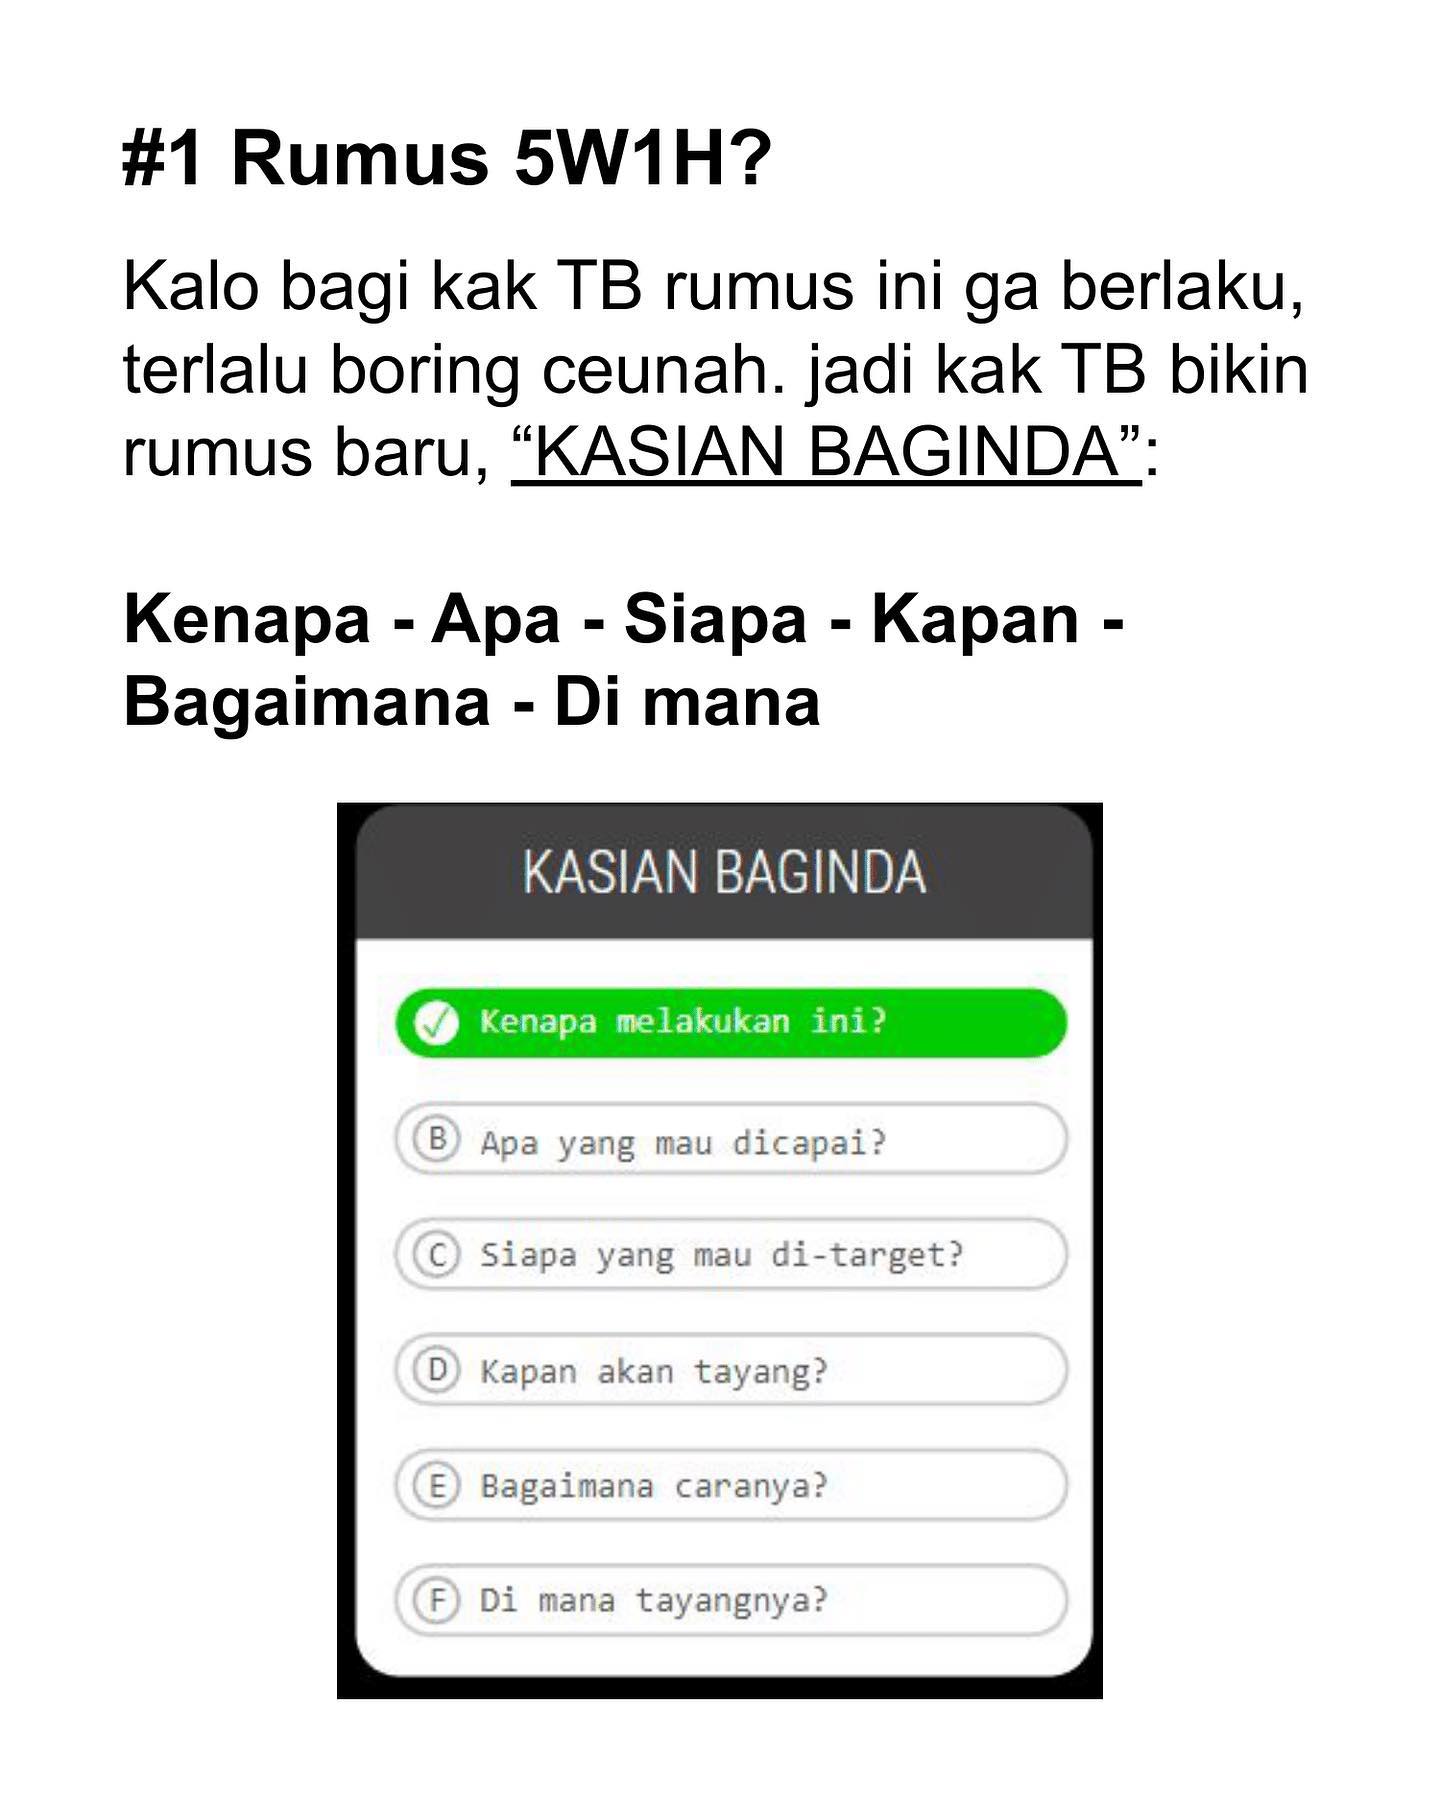 #1 Rumus 5W1H?
Kalo bagi kak TB rumus ini ga berlaku,
terlalu boring ceunah. jadi kak TB bikin
rumus baru, “KASIAN BAGINDA”:
Kenapa - Apa - Siapa - Kapan -
Bagaimana - Di mana
KASIAN BAGINDA
Kenapa melakukan ini?
B Apa yang mau dicapai?
C Siapa yang mau di-target?
D Kapan akan tayang?
E Bagaimana caranya?
F Di mana tayangnya?